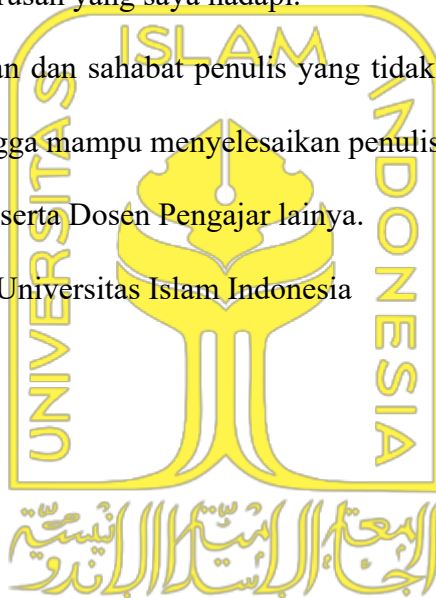 rusan yang saya hadapi.
ISLAM
an dan sahabat penulis yang tidak
gga mampu menyelesaikan penulis
serta Dosen Pengajar lainya.
Universitas Islam Indonesia
UNIVERSITAS
INDONESIA